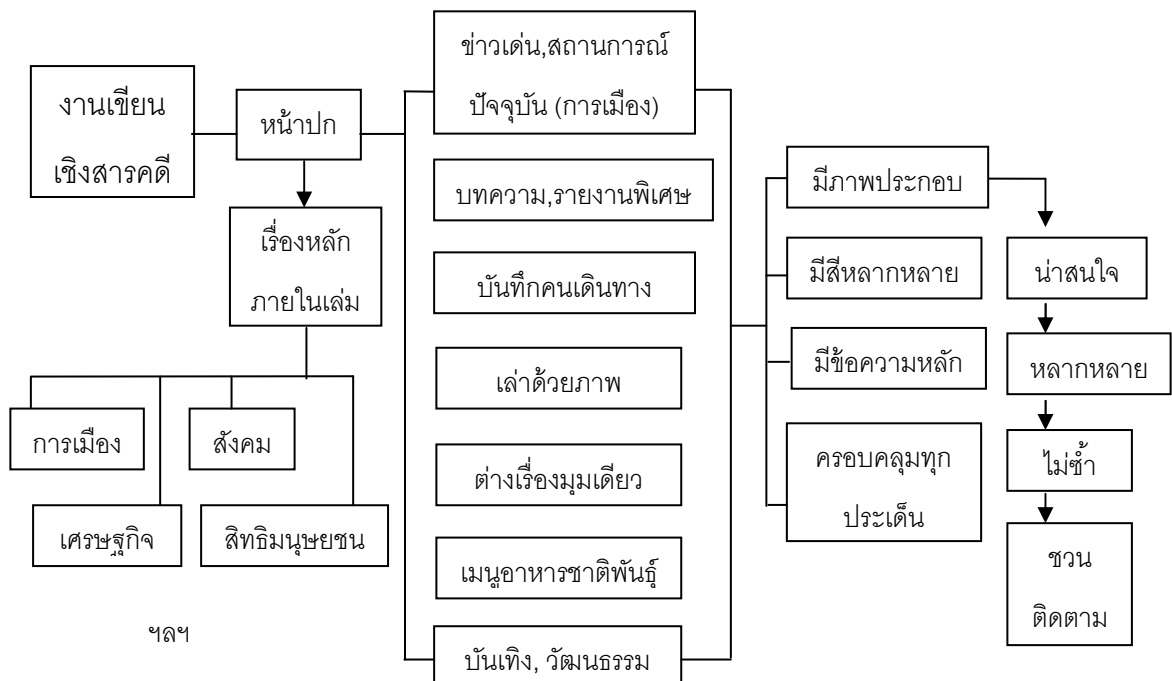 งานเขียน
เชิงสารคดี
หน้าปก
เรื่องหลัก
ภายในเล่ม
การเมือง
สังคม
เศรษฐกิจ
สิทธิมนุษยชน
ฯลฯ
ข่าวเด่น,สถานการณ์
ปัจจุบัน (การเมือง)
บทความ,รายงานพิเศษ
บันทึกคนเดินทาง
เล่าด้วยภาพ
ต่างเรื่องมุมเดียว
เมนูอาหารชาติพันธุ์
บันเทิง, วัฒนธรรม
มีภาพประกอบ
มีสีหลากหลาย
มีข้อความหลัก
ครอบคลุมทุก
ประเด็น
น่าสนใจ
หลากหลาย
ไม่ซ้ำ
ชวน
ติดตาม